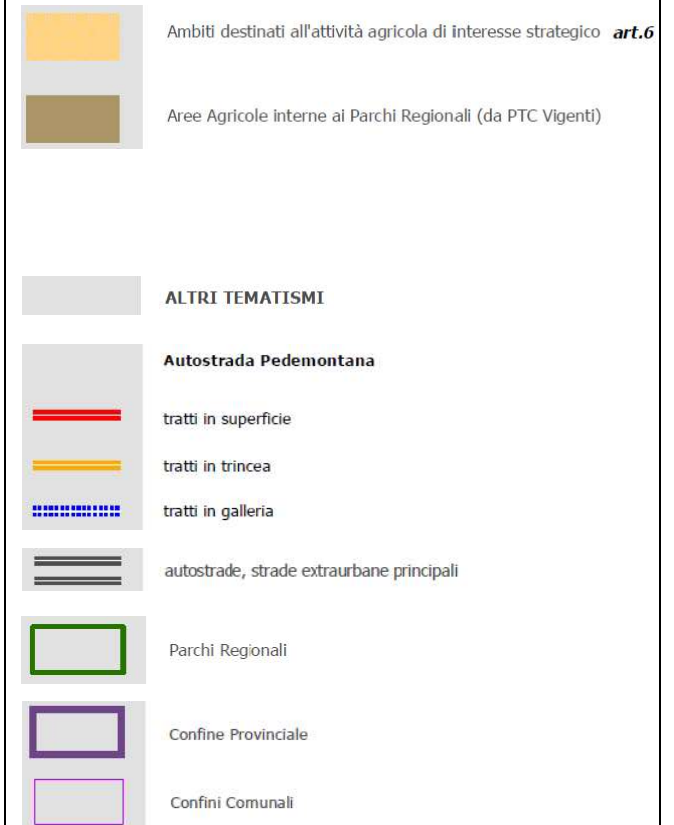 Ambiti destinati all'attività agricola di interesse strategico art.6
Aree Agricole interne ai Parchi Regionali (da PTC Vigenti)
ALTRI TEMATISMI
Autostrada Pedemontana
tratti in superficie
tratti in trincea
tratti in galleria
autostrade, strade extraurbane principali
Parchi Regionali
Confine Provinciale
Confini Comunali